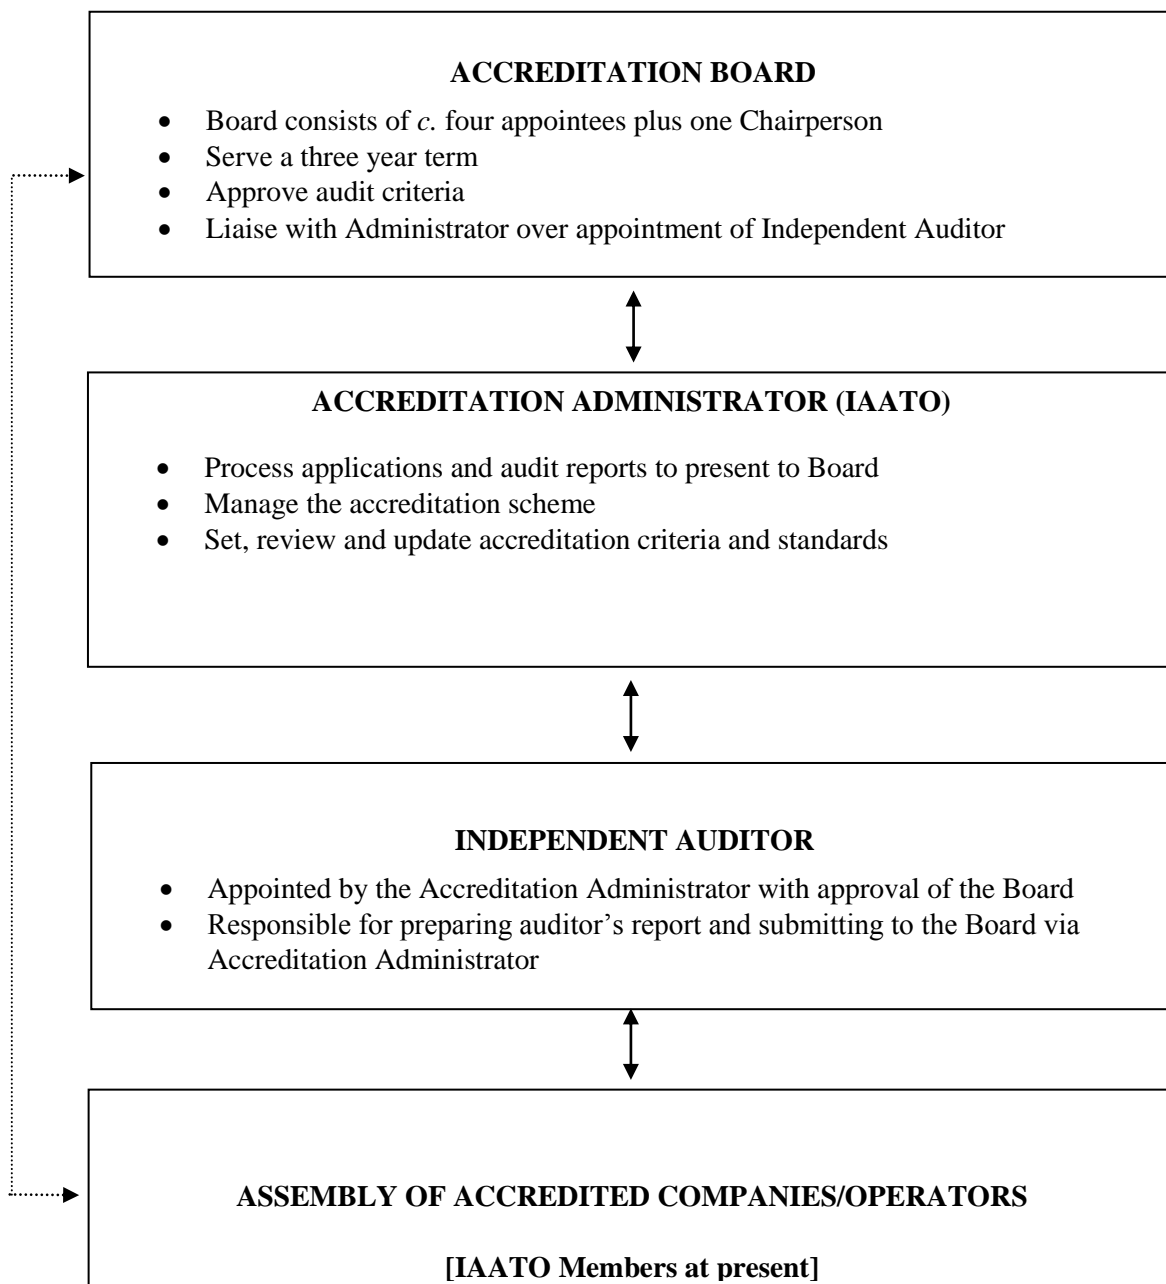 ACCREDITATION BOARD
• Board consists of c. four appointees plus one Chairperson
• Serve a three year term
• Approve audit criteria
• Liaise with Administrator over appointment of Independent Auditor
ACCREDITATION ADMINISTRATOR (IAATO)
• Process applications and audit reports to present to Board
• Manage the accreditation scheme
• Set, review and update accreditation criteria and standards
INDEPENDENT AUDITOR
• Appointed by the Accreditation Administrator with approval of the Board
• Responsible for preparing auditor's report and submitting to the Board via
Accreditation Administrator
ASSEMBLY OF ACCREDITED COMPANIES/OPERATORS
[IAATO Members at present]